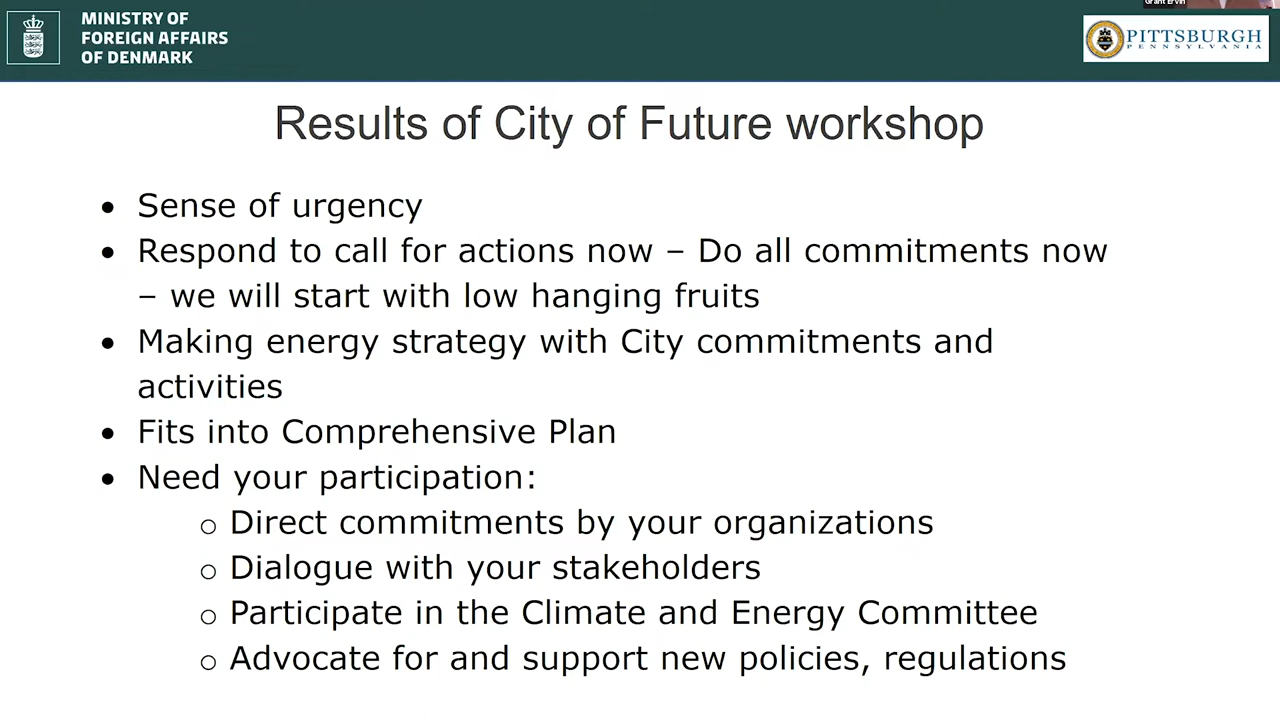 Grant Ervin
MINISTRY OF
FOREIGN AFFAIRS
OF DENMARK
PITTSBURGH
PENNSYLVANIA
Results of City of Future workshop
• Sense of urgency
• Respond to call for actions now – Do all commitments now
– we will start with low hanging fruits
• Making energy strategy with City commitments and
activities
• Fits into Comprehensive Plan
• Need your participation:
o Direct commitments by your organizations
o Dialogue with your stakeholders
o Participate in the Climate and Energy Committee
o Advocate for and support new policies, regulations